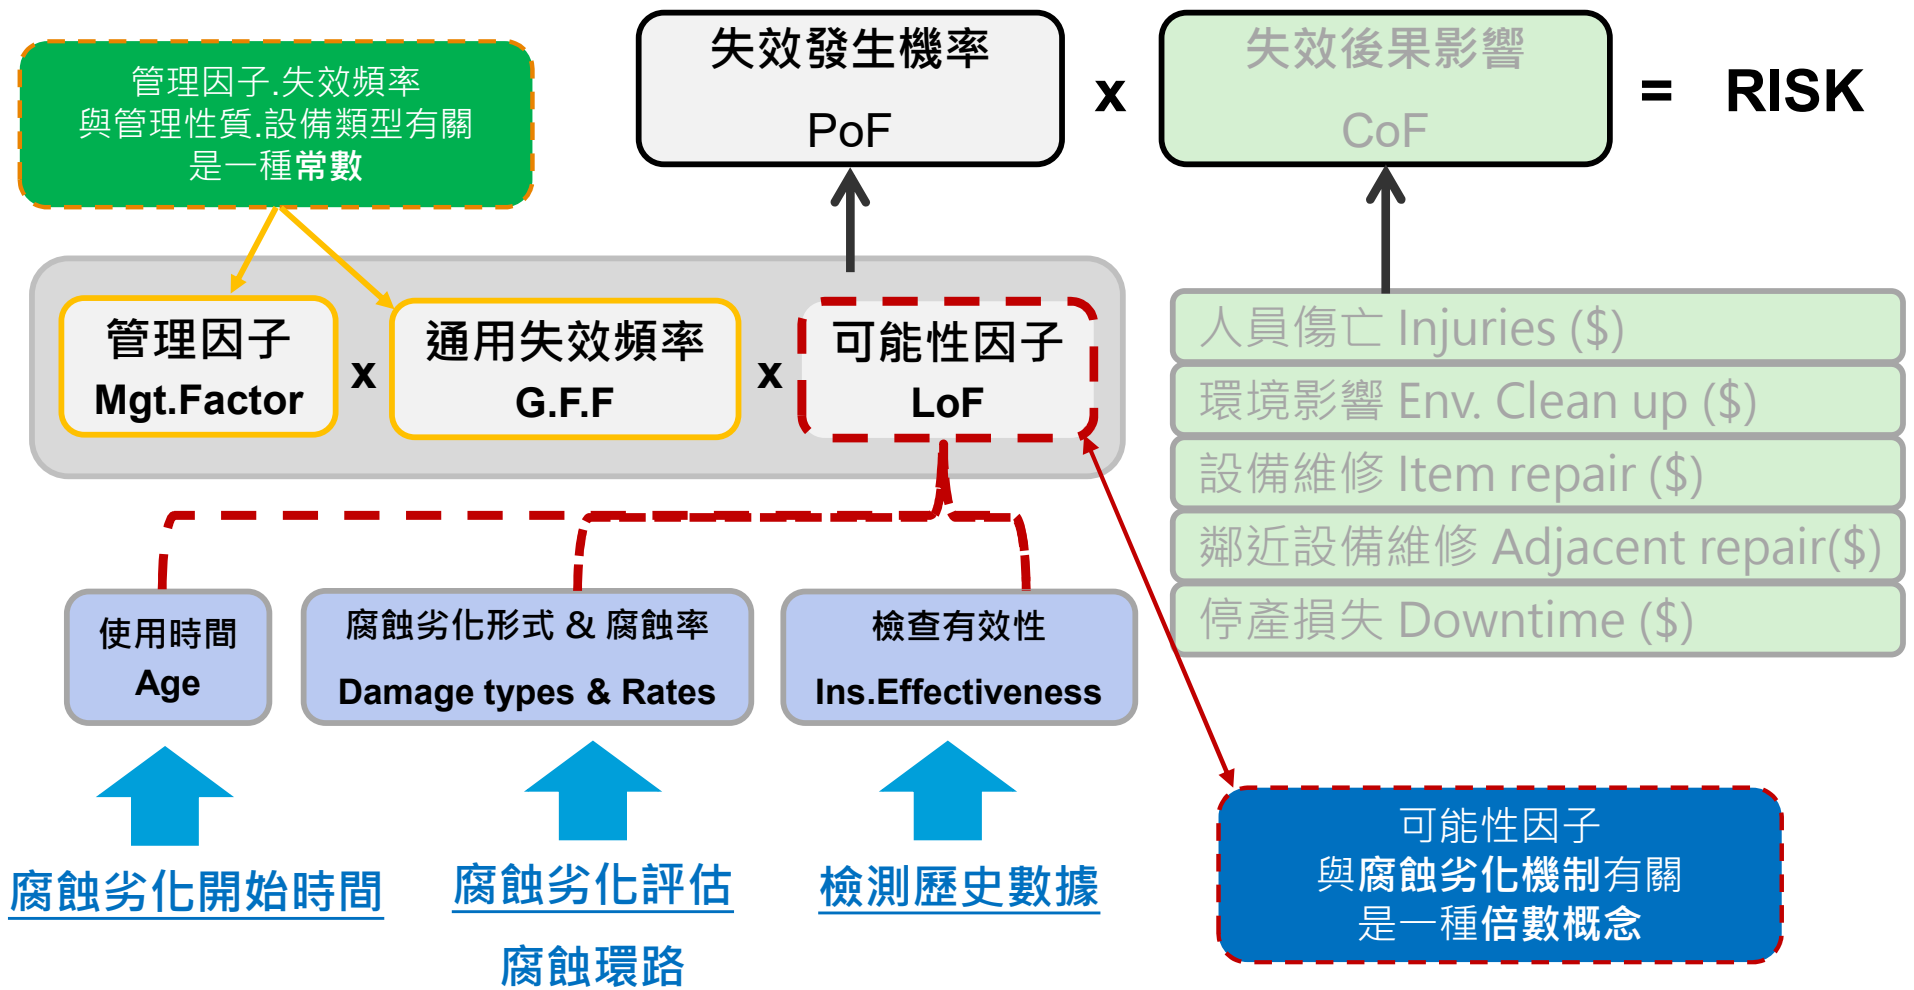 管理因子.失效頻率
與管理性質.設備類型有關
是一種常數
失效發生機率
PoF
x
失效後果影響
CoF
= RISK
管理因子
Mgt.Factor
x
通用失效頻率
G.F.F
x
可能性因子
LoF
人員傷亡 Injuries ($)
環境影響 Env. Clean up ($)
設備維修 Item repair ($)
鄰近設備維修 Adjacent repair($)
停產損失 Downtime ($)
使用時間
Age
腐蝕劣化形式 & 腐蝕率
Damage types & Rates
檢查有效性
Ins.Effectiveness
腐蝕劣化開始時間
腐蝕劣化評估
腐蝕環路
檢測歷史數據
可能性因子
與腐蝕劣化機制有關
是一種倍數概念